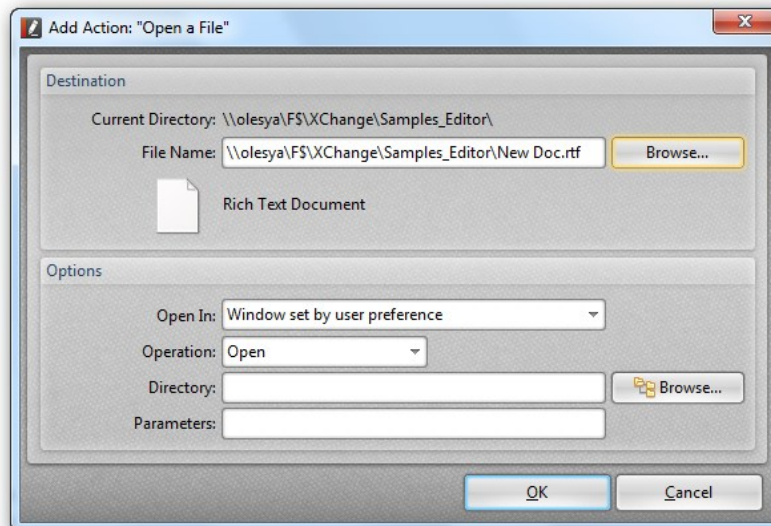 Add Action: "Open a File"
Destination
Current Directory: \\olesya\F$\XChange\Samples_Editor\
File Name: \\olesya\F$\XChange\Samples_Editor\New Doc.rtf Browse...
Rich Text Document
Options
Open In: Window set by user preference
Operation: Open
Directory: Browse...
Parameters:
OK Cancel